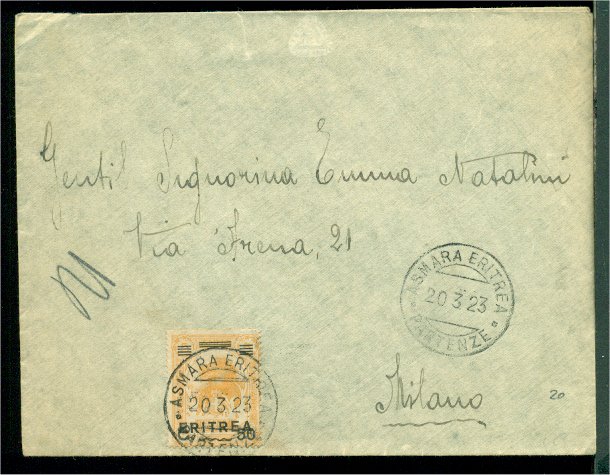 Gentil Signorina Emma Natalini
Via Arena, 21
ASMARA ERITREA
20 3 23
* PARTENZE *
ASMARA ERITREA
20 3 23
ERITREA
50
Milano
20